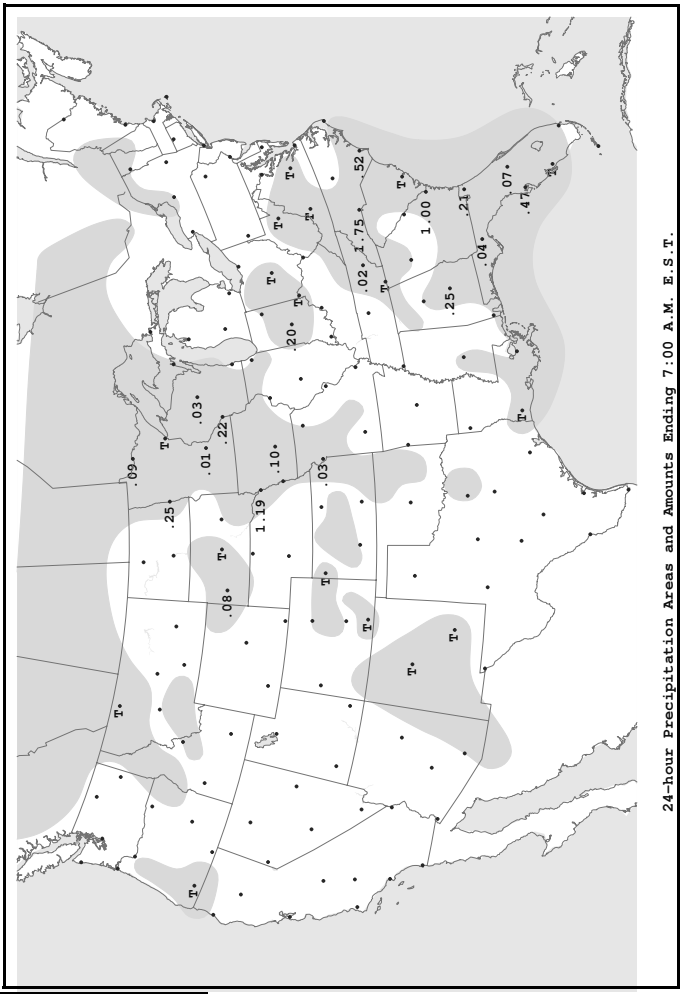 T
.09
T
.25
T
.03
.01
T
.22
.08
1.19
T
.10
T
T
.20
T
T
.03
T
1.75
.52
.02
T
T
T
T
1.00
.25
T
.21
.04
.07
T
.47
T
24-hour Precipitation Areas and Amounts Ending 7:00 A.M. E.S.T.